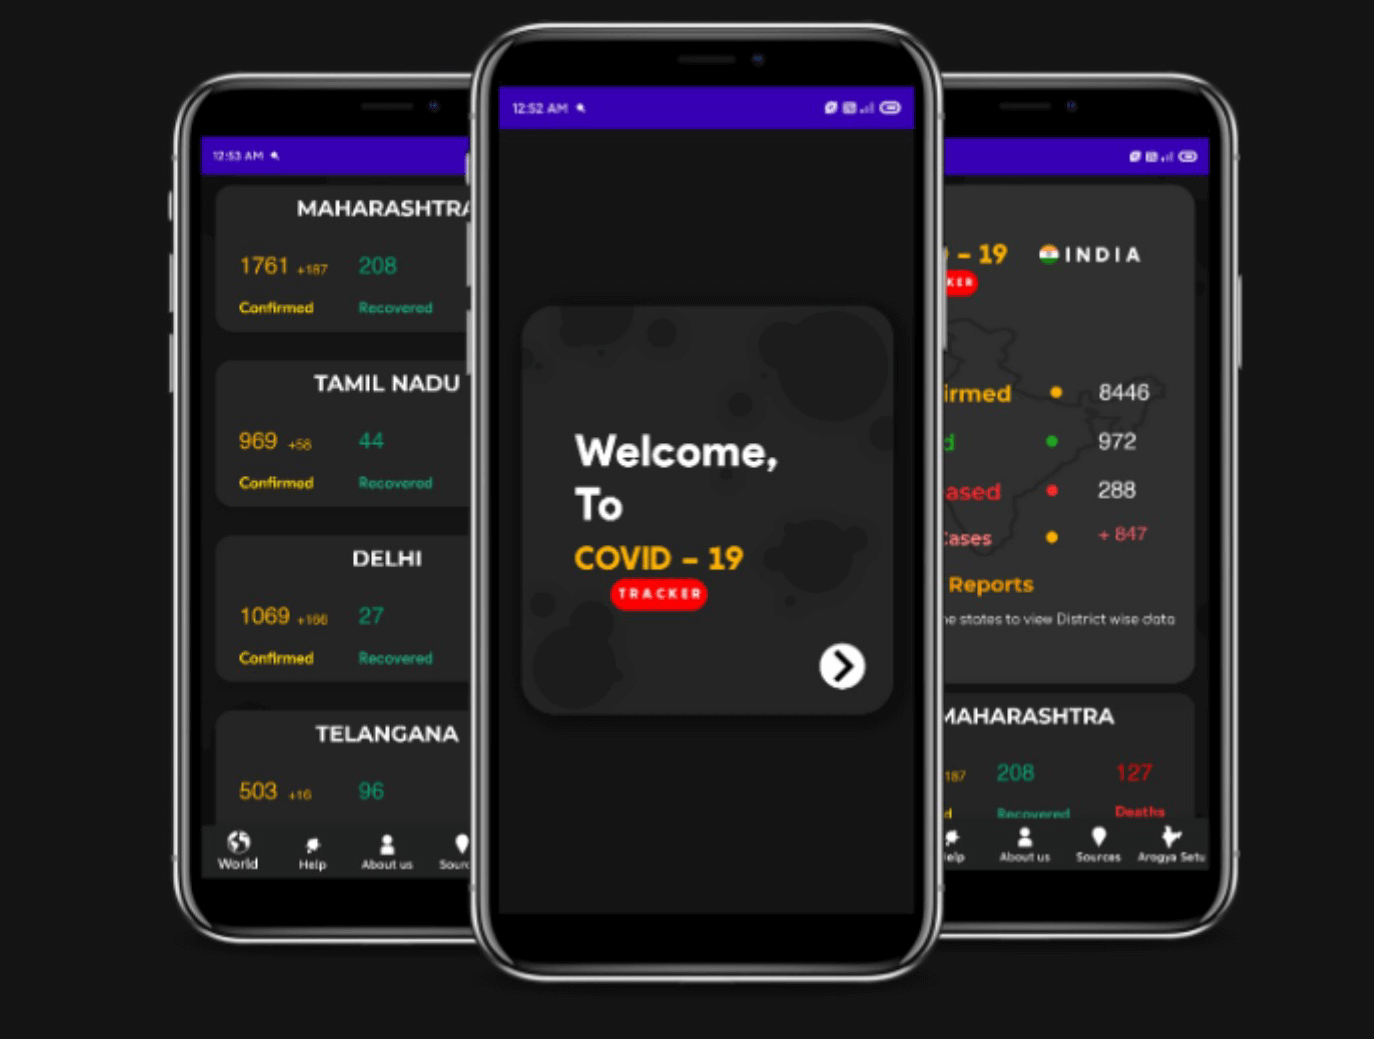 12:53 AM
MAHARASHTRA
1761 +187 208
Confirmed Recovered
TAMIL NADU
969 +58 44
Confirmed Recovered
DELHI
1069 +166 27
Confirmed Recovered
TELANGANA
503 +16 96
World Help About us Sourc
12:52 AM
Welcome,
To
COVID – 19
TRACKER
– 19 INDIA
KER
irmed 8446
d 972
ased 288
Cases + 847
Reports
ne states to view District wise data
MAHARASHTRA
187 208 127
d Recovered Deaths
elp About us Sources Arogya Setu